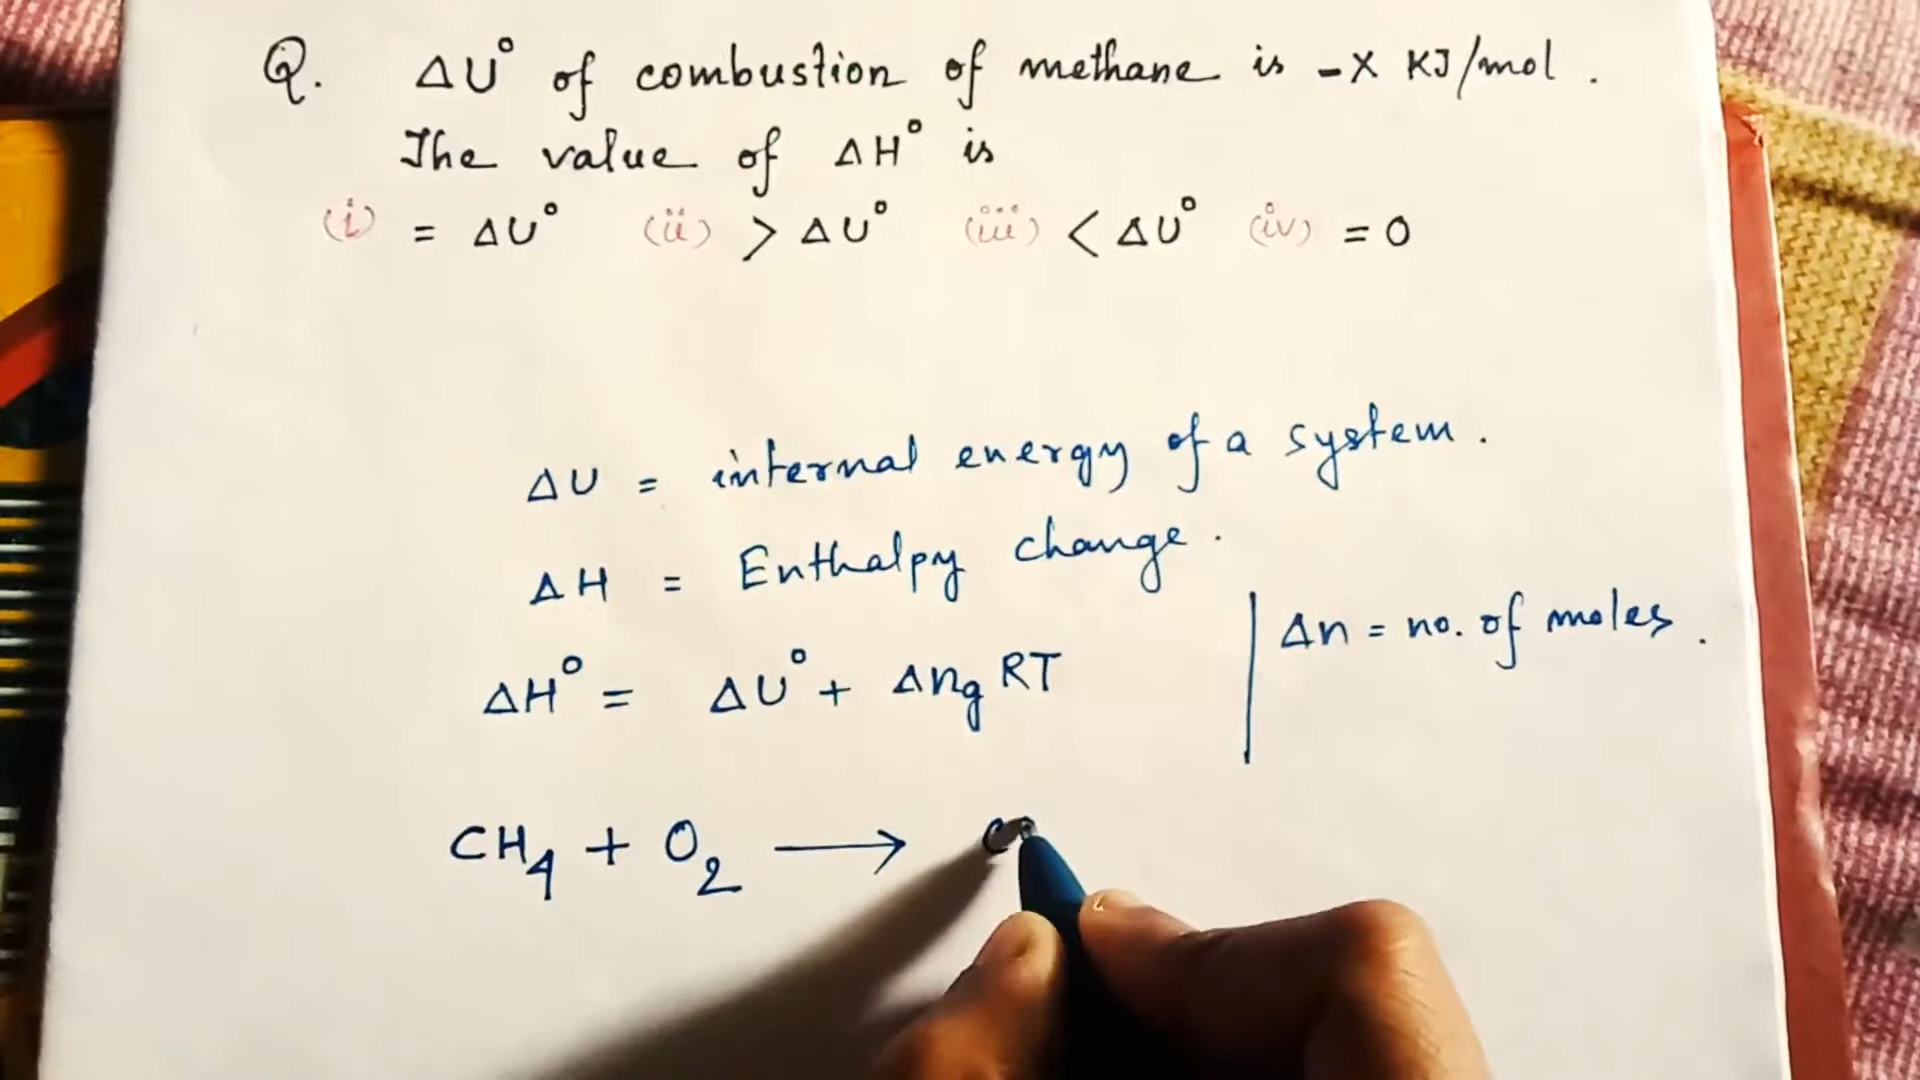 Q. ΔU° of combustion of methane is -X KJ/mol.
The value of ΔH° is
(i) = ΔU° (ii) > ΔU° (iii) < ΔU° (iv) = 0
ΔU = internal energy of a system.
ΔH = Enthalpy change.
Δn = no. of moles.
ΔH° = ΔU° + Δng RT
CH4 + O2 ⟶ C